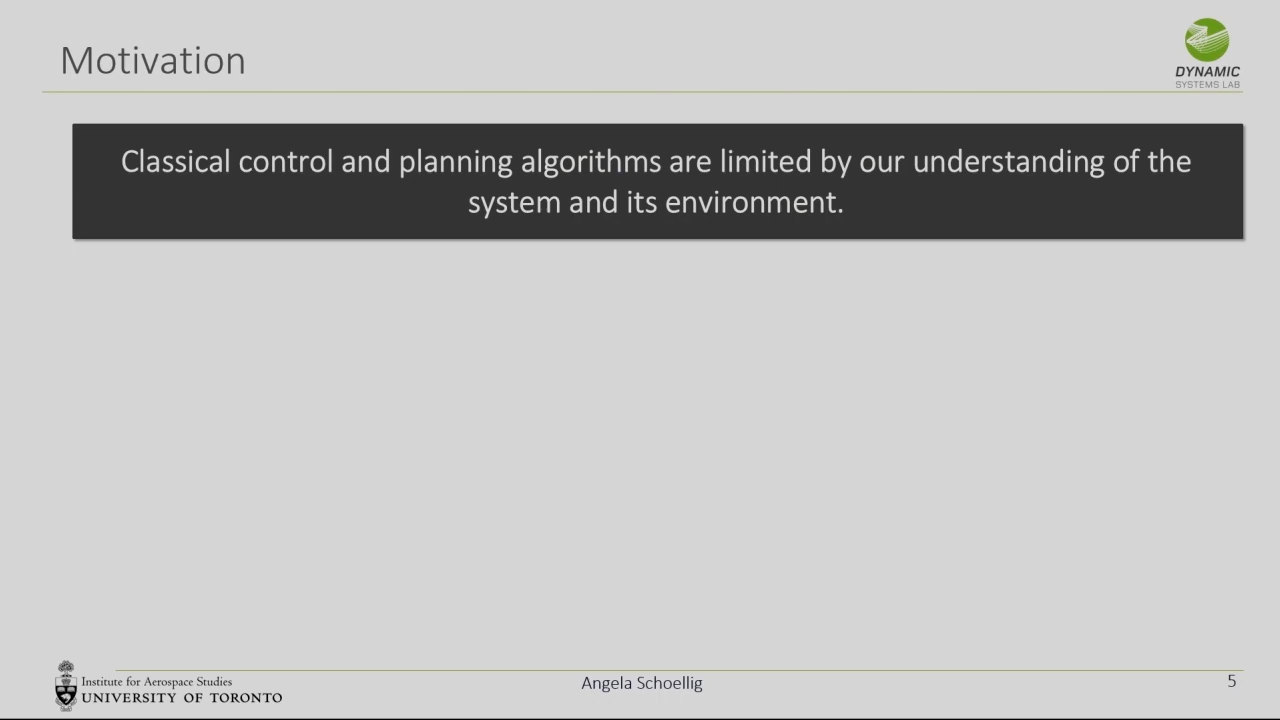 Motivation
DYNAMIC
SYSTEMS LAB
Classical control and planning algorithms are limited by our understanding of the
system and its environment.
Institute for Aerospace Studies
UNIVERSITY OF TORONTO
Angela Schoellig
5